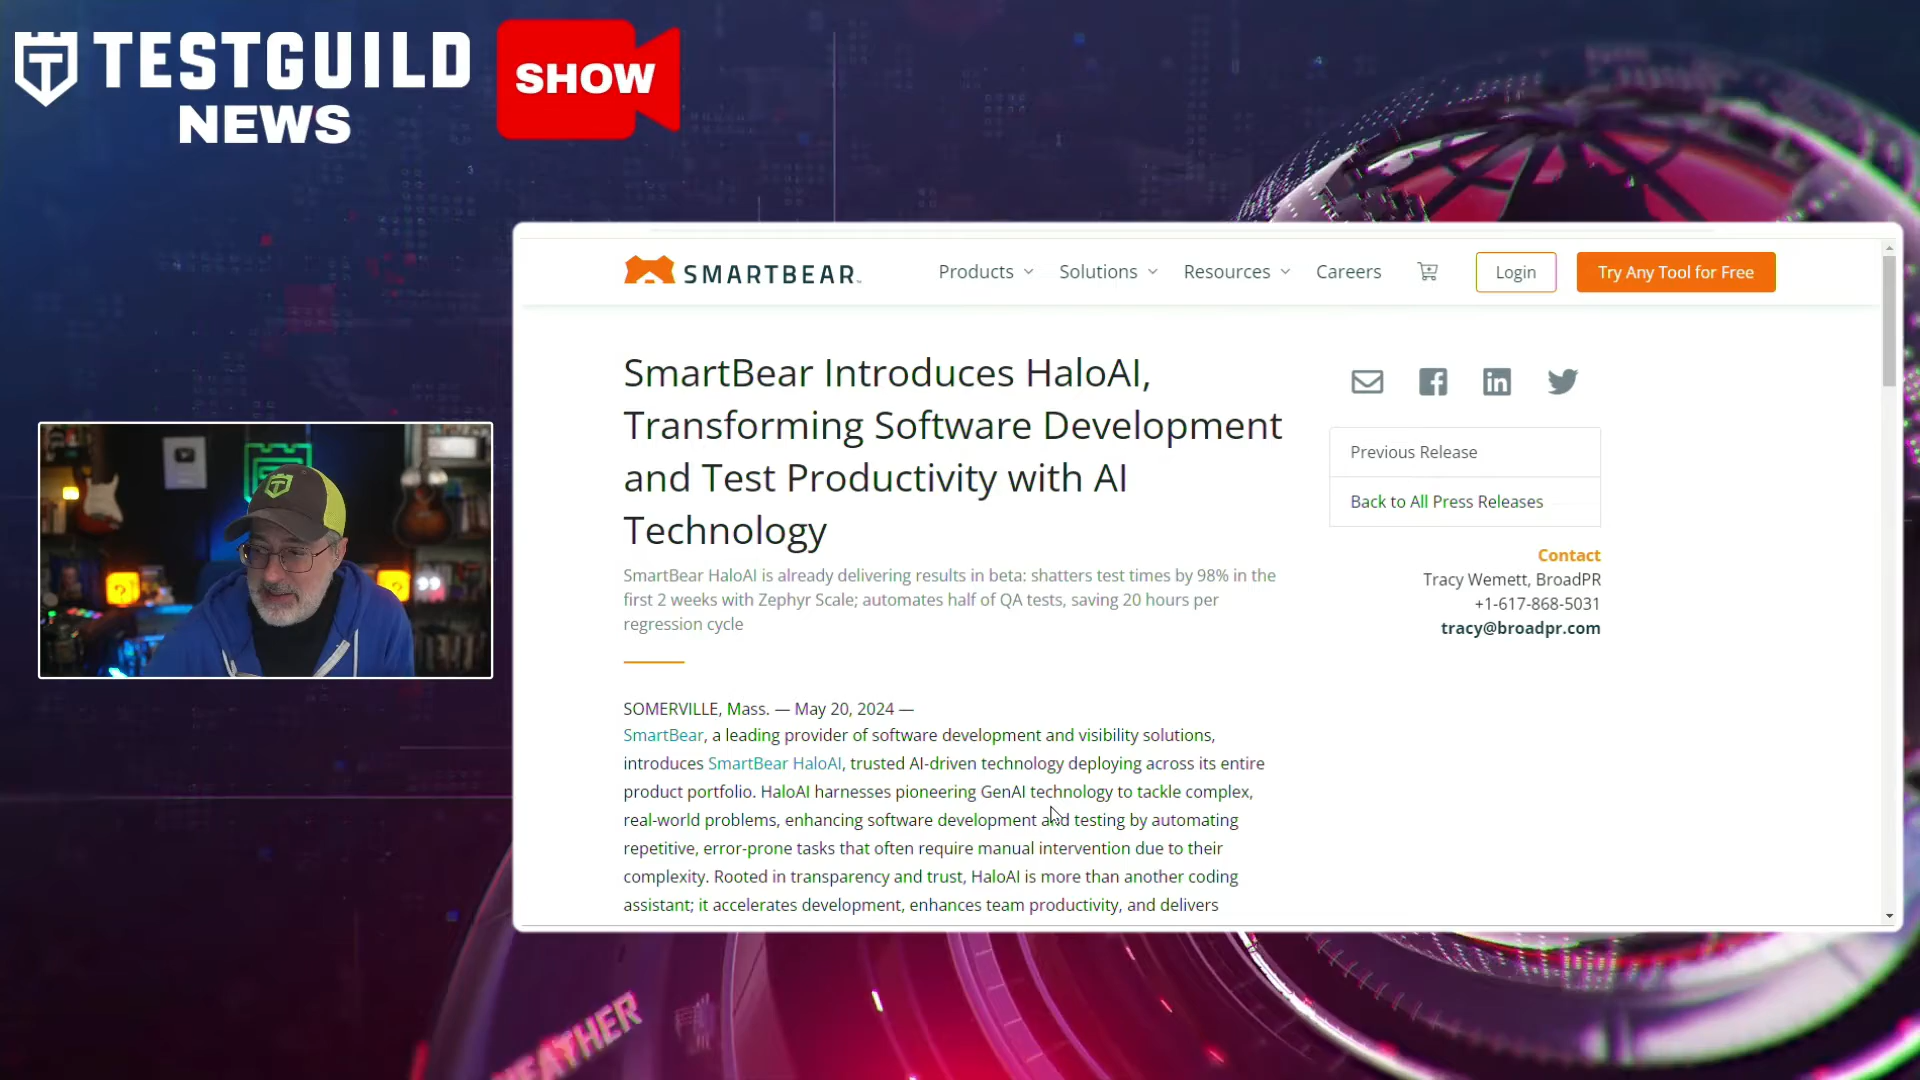 TESTGUILD
NEWS
SHOW
SMARTBEAR
Products
Solutions
Resources
Careers
Login
Try Any Tool for Free
SmartBear Introduces HaloAI,
Transforming Software Development
and Test Productivity with AI
Technology
SmartBear HaloAI is already delivering results in beta: shatters test times by 98% in the
first 2 weeks with Zephyr Scale; automates half of QA tests, saving 20 hours per
regression cycle
SOMERVILLE, Mass. — May 20, 2024 —
SmartBear, a leading provider of software development and visibility solutions,
introduces SmartBear HaloAI, trusted AI-driven technology deploying across its entire
product portfolio. HaloAI harnesses pioneering GenAI technology to tackle complex,
real-world problems, enhancing software development and testing by automating
repetitive, error-prone tasks that often require manual intervention due to their
complexity. Rooted in transparency and trust, HaloAI is more than another coding
assistant; it accelerates development, enhances team productivity, and delivers
Previous Release
Back to All Press Releases
Contact
Tracy Wemett, BroadPR
+1-617-868-5031
tracy@broadpr.com
WEATHER